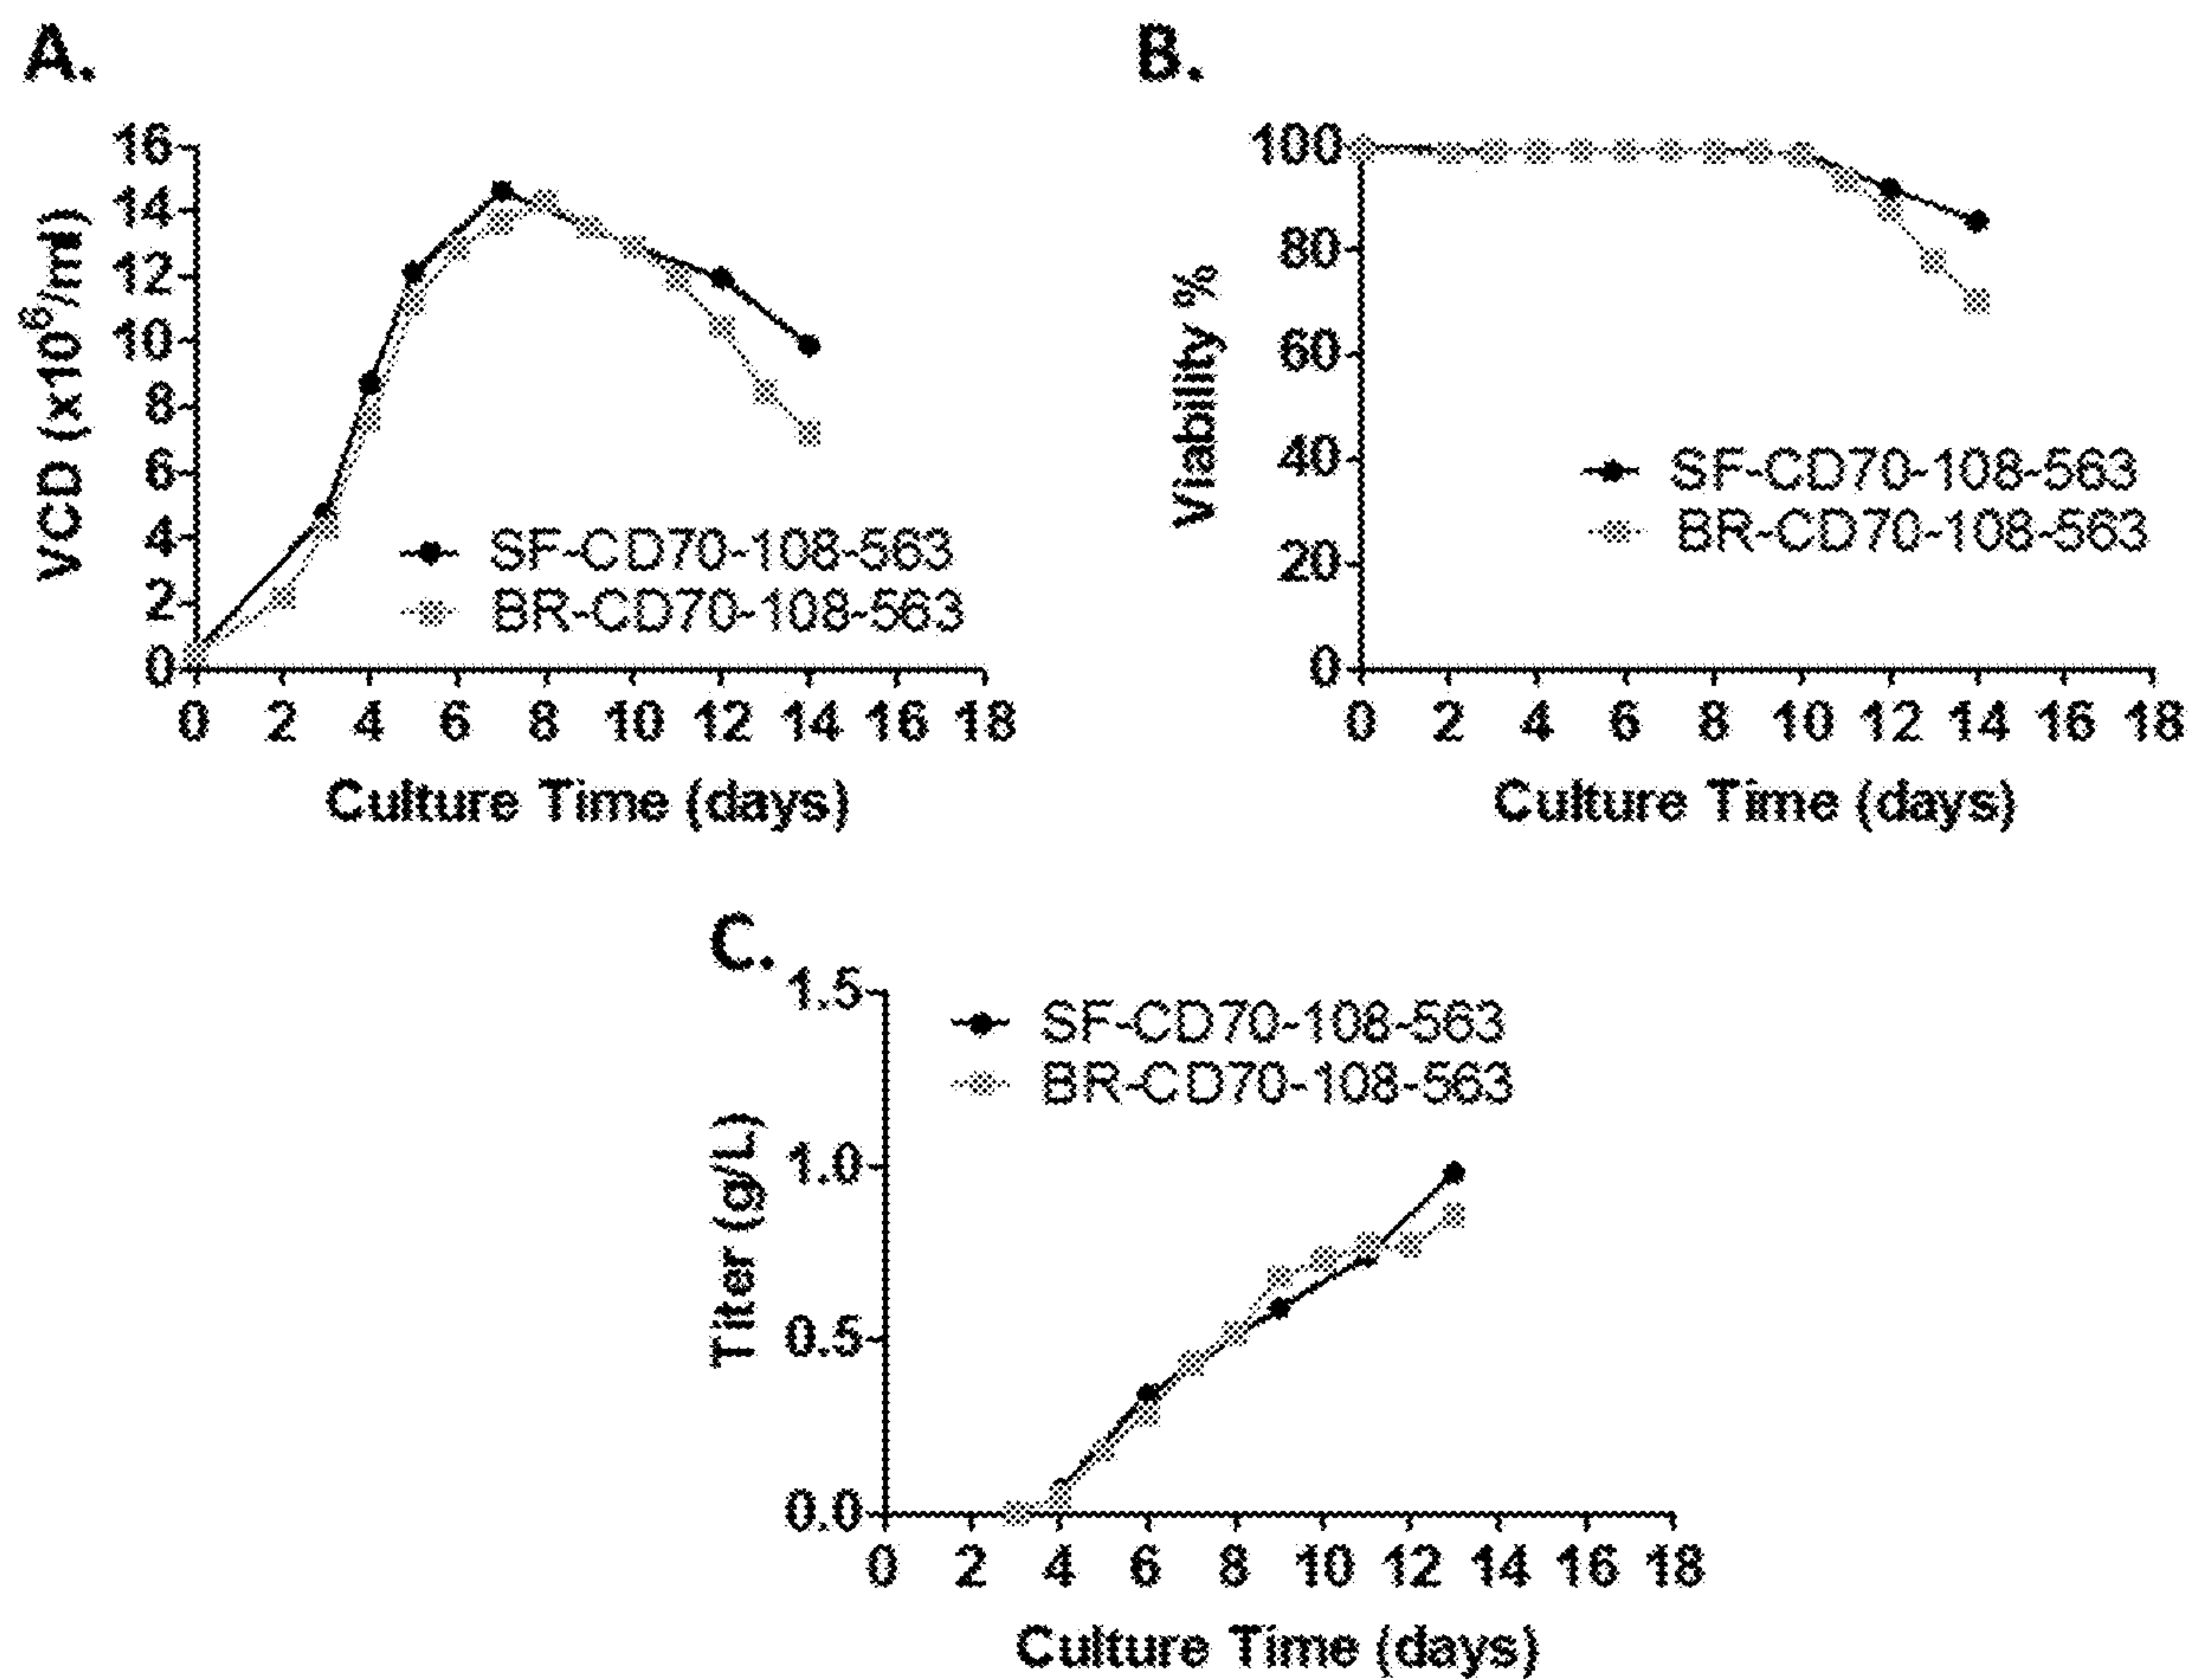 A.
16
14
12
10
8
6
4
2
0
VCD (x10⁶/ml)
SF-CD70-108-563
BR-CD70-108-563
0 2 4 6 8 10 12 14 16 18
Culture Time (days)
B.
100
80
60
40
20
0
Viability %
SF-CD70-108-563
BR-CD70-108-563
0 2 4 6 8 10 12 14 16 18
Culture Time (days)
C.
1.5
1.0
0.5
0.0
Titer (g/L)
SF-CD70-108-563
BR-CD70-108-563
0 2 4 6 8 10 12 14 16 18
Culture Time (days)